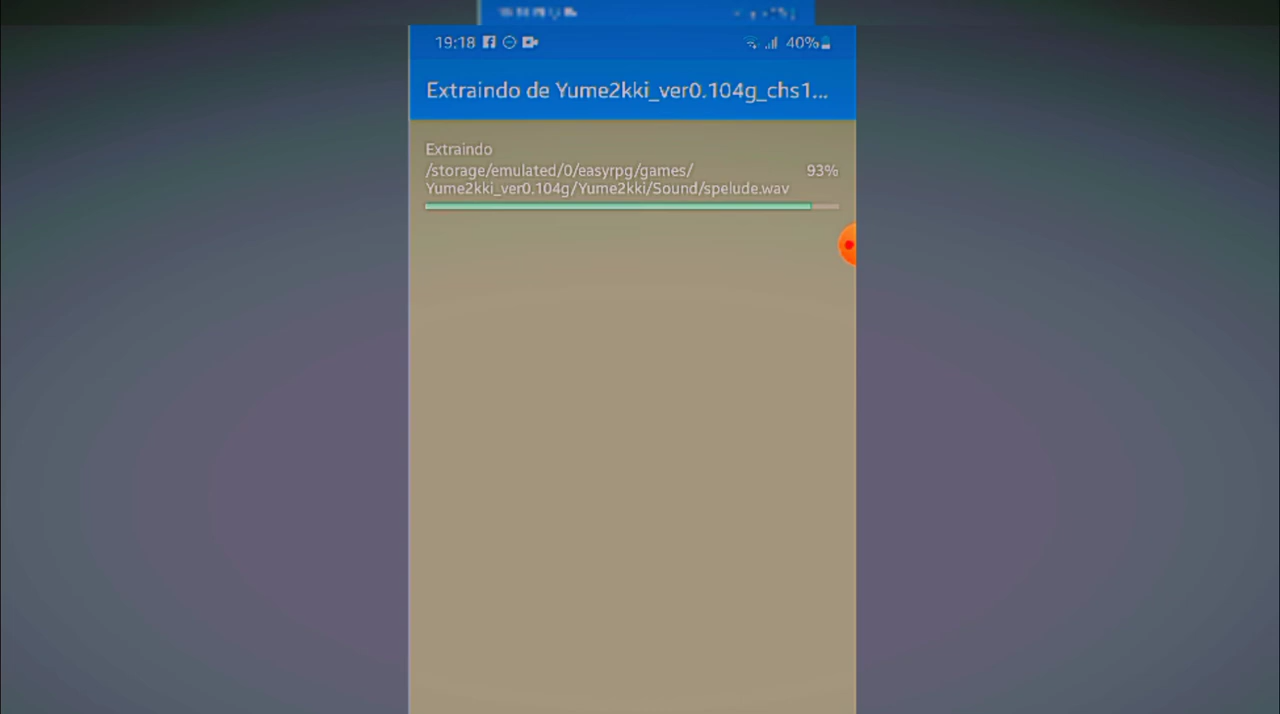 19:18 40%
Extraindo de Yume2kki_ver0.104g_chs1...
Extraindo
/storage/emulated/0/easyrpg/games/ 93%
Yume2kki_ver0.104g/Yume2kki/Sound/spelude.wav